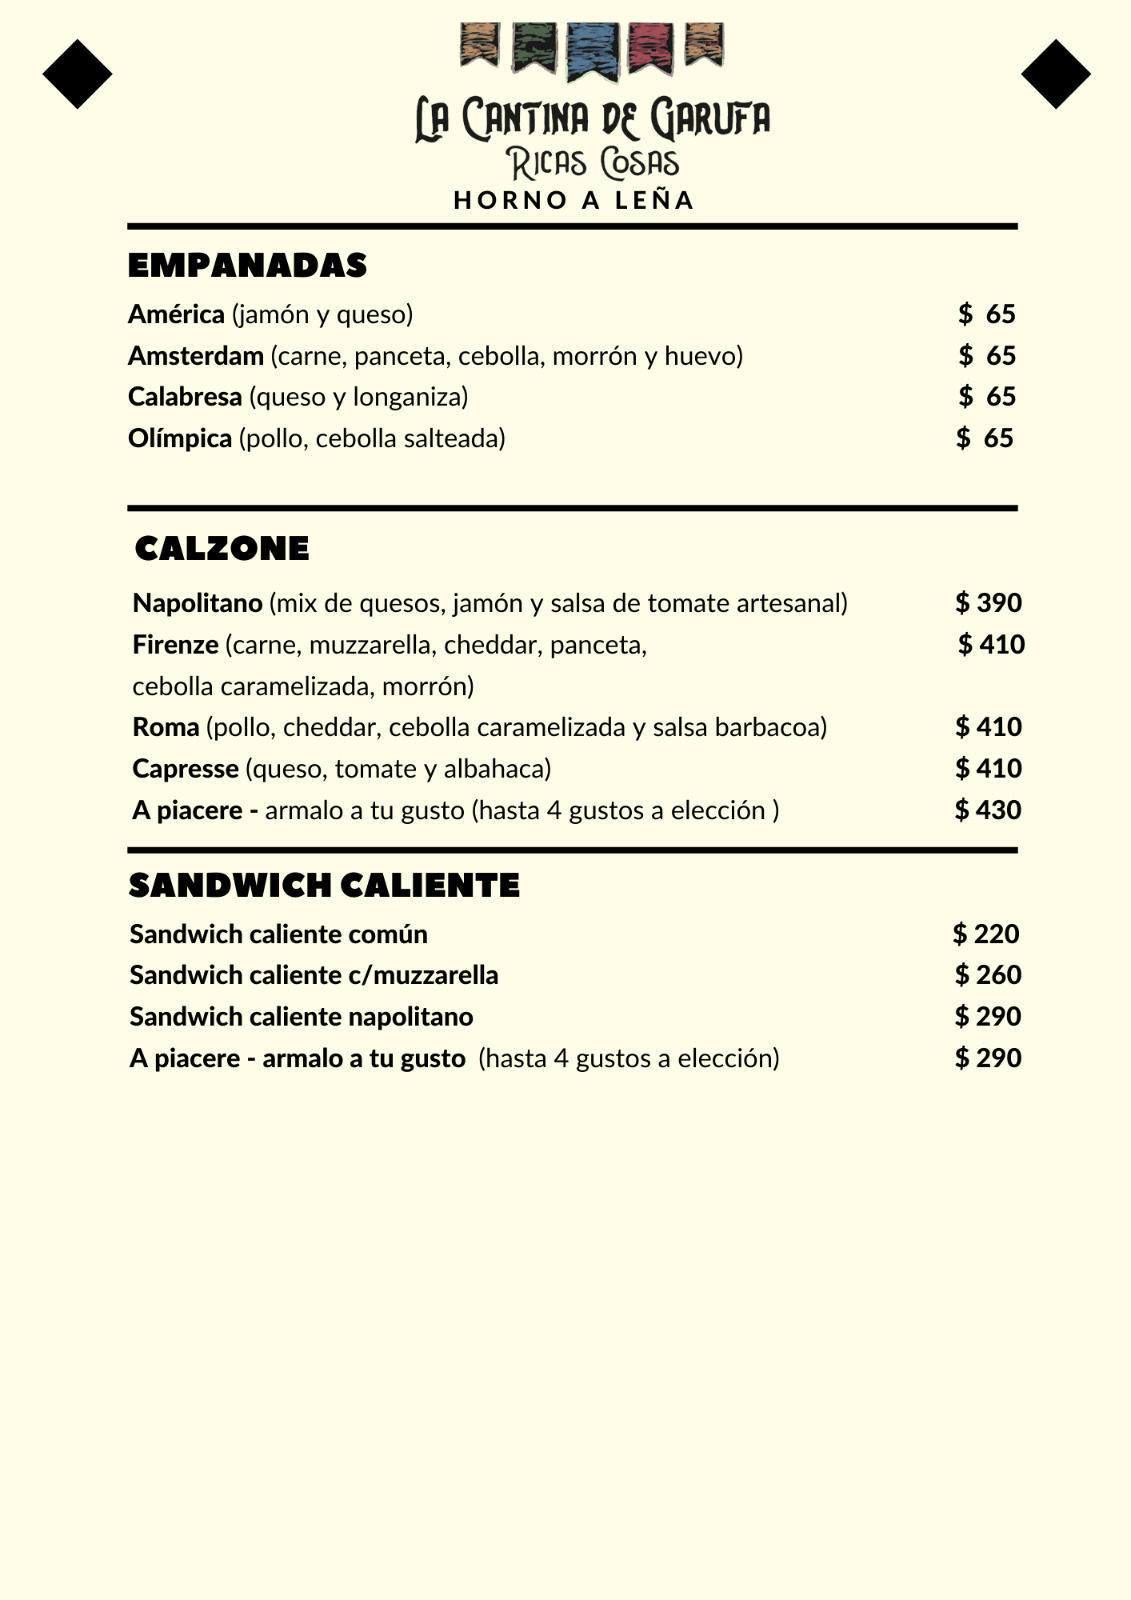 La Cantina de Garufa
Ricas Cosas
HORNO A LEÑA
EMPANADAS
América (jamón y queso) $ 65
Amsterdam (carne, panceta, cebolla, morrón y huevo) $ 65
Calabresa (queso y longaniza) $ 65
Olímpica (pollo, cebolla salteada) $ 65
CALZONE
Napolitano (mix de quesos, jamón y salsa de tomate artesanal) $ 390
Firenze (carne, muzzarella, cheddar, panceta, $ 410
cebolla caramelizada, morrón)
Roma (pollo, cheddar, cebolla caramelizada y salsa barbacoa) $ 410
Capresse (queso, tomate y albahaca) $ 410
A piacere - armalo a tu gusto (hasta 4 gustos a elección ) $ 430
SANDWICH CALIENTE
Sandwich caliente común $ 220
Sandwich caliente c/muzzarella $ 260
Sandwich caliente napolitano $ 290
A piacere - armalo a tu gusto (hasta 4 gustos a elección) $ 290